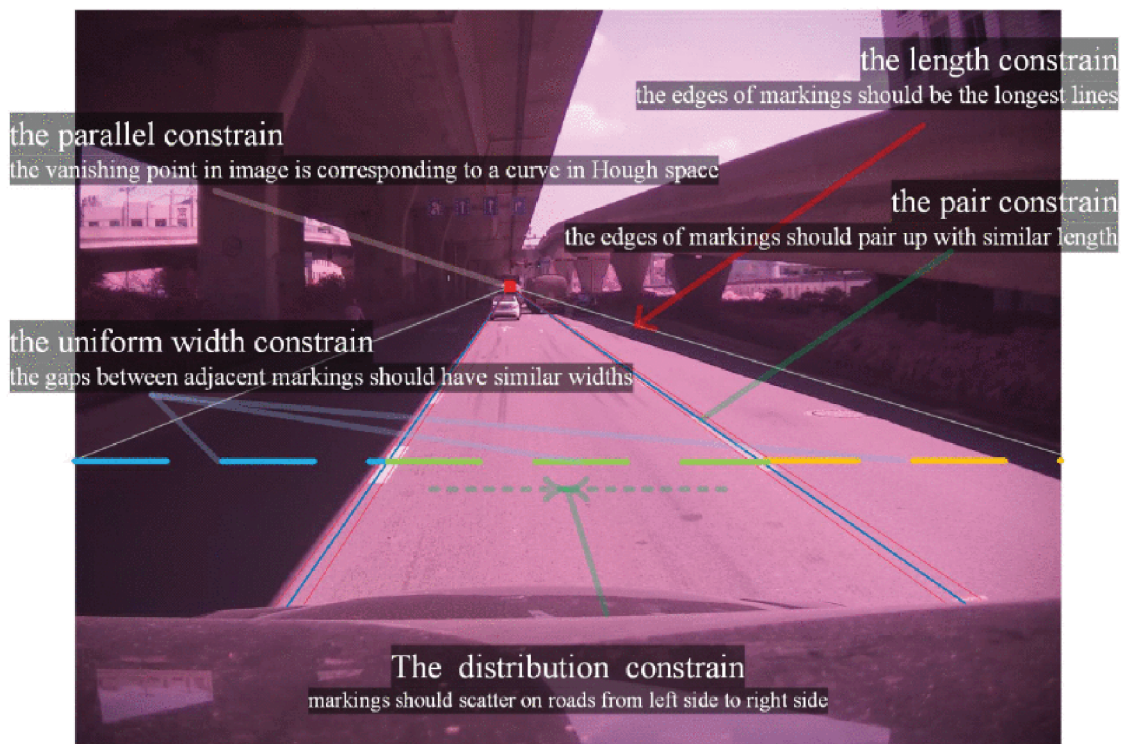 the length constrain
the edges of markings should be the longest lines
the parallel constrain
the vanishing point in image is corresponding to a curve in Hough space
the pair constrain
the edges of markings should pair up with similar length
the uniform width constrain
the gaps between adjacent markings should have similar widths
The distribution constrain
markings should scatter on roads from left side to right side